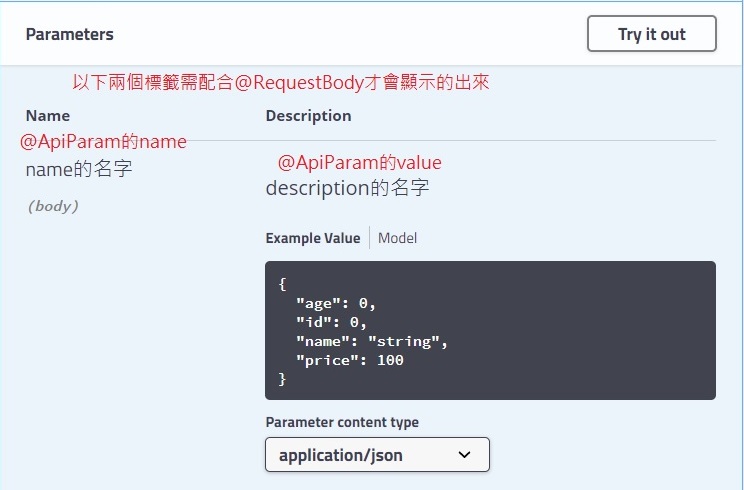 Parameters
Try it out
以下兩個標籤需配合@RequestBody才會顯示的出來
Name
Description
@ApiParam的name
@ApiParam的value
name的名字
description的名字
(body)
Example Value
Model
{
"age": 0,
"id": 0,
"name": "string",
"price": 100
}
Parameter content type
application/json